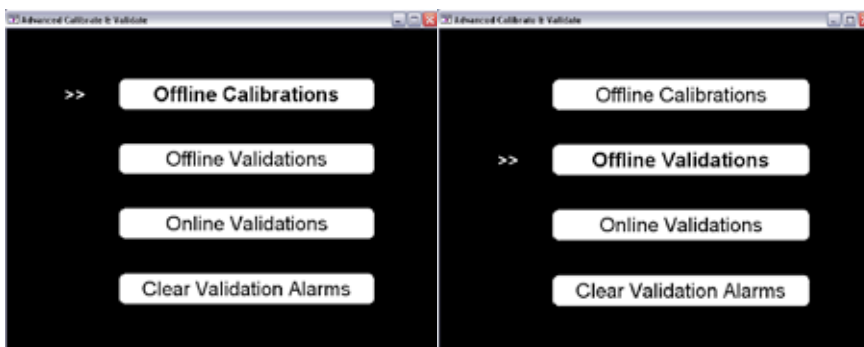 Advanced Calibrate & Validate
>> Offline Calibrations
Offline Validations
Online Validations
Clear Validation Alarms
Advanced Calibrate & Validate
Offline Calibrations
>> Offline Validations
Online Validations
Clear Validation Alarms